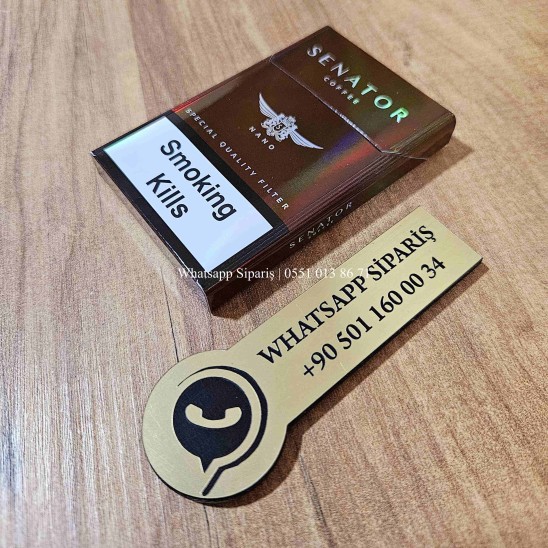 SENATOR
COFFEE
NANO
SPECIAL QUALITY FILTER
Smoking
Kills
SENATOR
Whatsapp Sipariş | 0551 013 86 71
WHATSAPP SİPARİŞ
+90 501 160 00 34